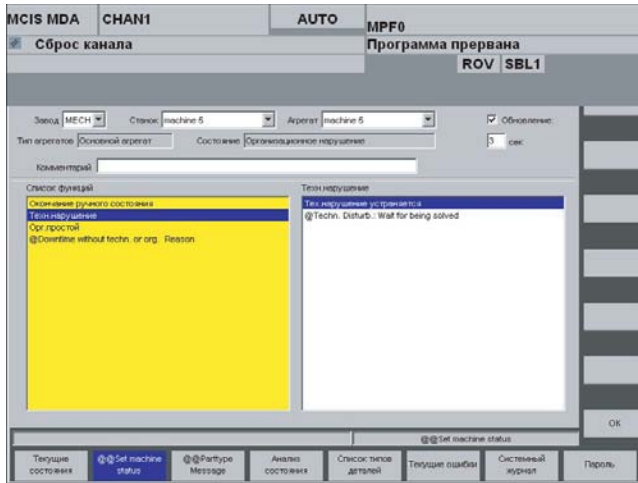 MCIS MDA CHAN1 AUTO MPF0
Сброс канала Программа прервана
ROV SBL1
Завод MECH Станок machine 5 Агрегат machine 5 Обновление:
Тип агрегатов Основной агрегат Состояние Организационное нарушение 3 сек
Комментарий
Список функций Техн.нарушение
Окончание ручного состояния Тех.нарушение устраняется
Техн.нарушение @Techn. Disturb.: Wait for being solved
Орг.простой
@Downtime without techn. or org. Reason
OK
@@Set machine status
Текущие состояния @@Set machine status @@Parttype Message Анализ состояния Список типов деталей Текущие ошибки Системный журнал Пароль